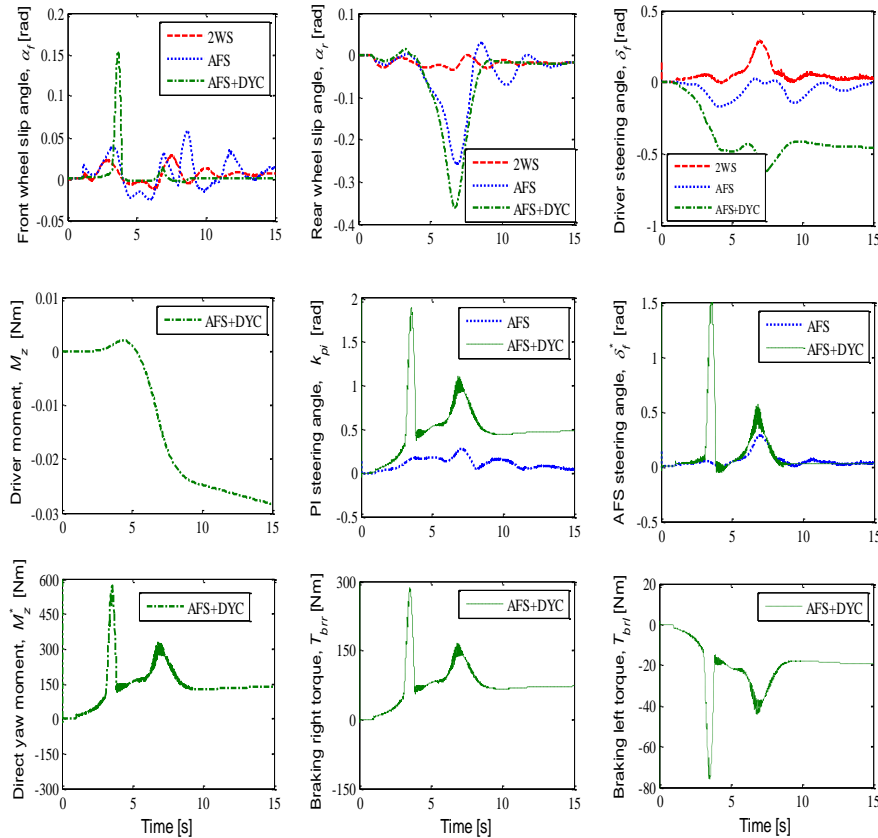 Front wheel slip angle, α_f [rad]
0.2
0.15
0.1
0.05
0
-0.05
2WS
AFS
AFS+DYC
0
5
10
15
Rear wheel slip angle, α_r [rad]
0.1
0
-0.1
-0.2
-0.3
-0.4
2WS
AFS
AFS+DYC
0
5
10
15
Driver steering angle, δ_f [rad]
0.5
0
-0.5
-1
2WS
AFS
AFS+DYC
0
5
10
15
Driver moment, M_z [Nm]
0.01
0
-0.01
-0.02
-0.03
AFS+DYC
0
5
10
15
PI steering angle, k_pi [rad]
2
1.5
1
0.5
0
-0.5
AFS
AFS+DYC
0
5
10
15
AFS steering angle, δ_f^* [rad]
1.5
1
0.5
0
-0.5
AFS
AFS+DYC
0
5
10
15
Direct yaw moment, M_z^* [Nm]
600
450
300
150
0
-150
-300
AFS+DYC
0
5
10
15
Time [s]
Braking right torque, T_brr [Nm]
300
150
0
-150
AFS+DYC
0
5
10
15
Time [s]
Braking left torque, T_brl [Nm]
20
0
-20
-40
-60
-80
AFS+DYC
0
5
10
15
Time [s]